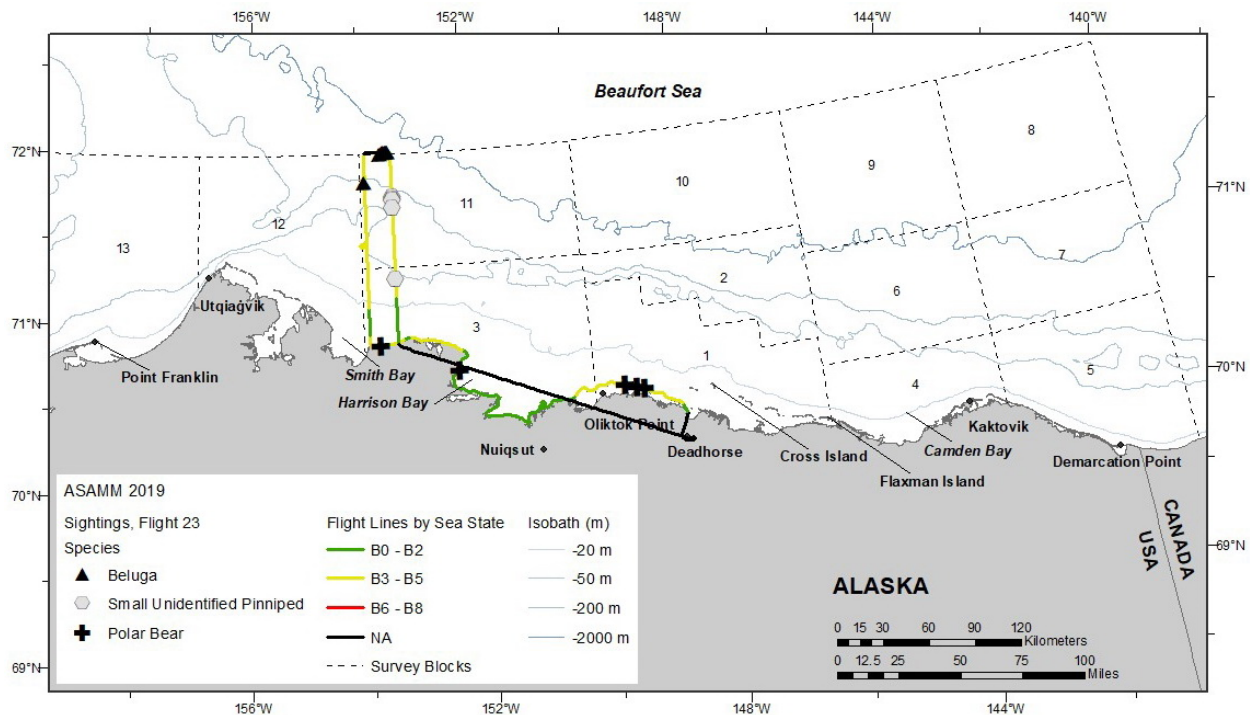 156°W 152°W 148°W 144°W 140°W
Beaufort Sea
8
72°N
9
71°N
10
11
12
13
7
2
6
Utqiaġvik
71°N
3
1
70°N
Point Franklin
Smith Bay
4
5
Harrison Bay
Oliktok Point
Kaktovik
Nuiqsut
Deadhorse
Cross Island
Camden Bay
Demarcation Point
Flaxman Island
70°N
ASAMM 2019
Sightings, Flight 23
Species
Beluga
Small Unidentified Pinniped
Polar Bear
Flight Lines by Sea State
B0 - B2
B3 - B5
B6 - B8
NA
Survey Blocks
Isobath (m)
-20 m
-50 m
-200 m
-2000 m
CANADA
USA
69°N
ALASKA
0 15 30 60 90 120
Kilometers
0 12.5 25 50 75 100
Miles
69°N
156°W 152°W 148°W 144°W